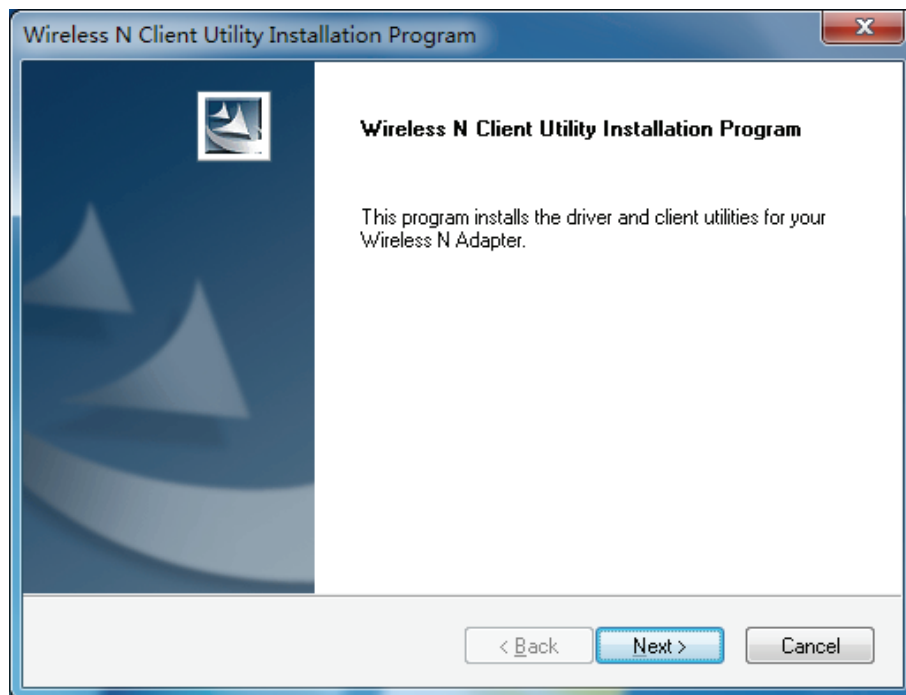 Wireless N Client Utility Installation Program
x
Wireless N Client Utility Installation Program
This program installs the driver and client utilities for your
Wireless N Adapter.
< Back
Next >
Cancel